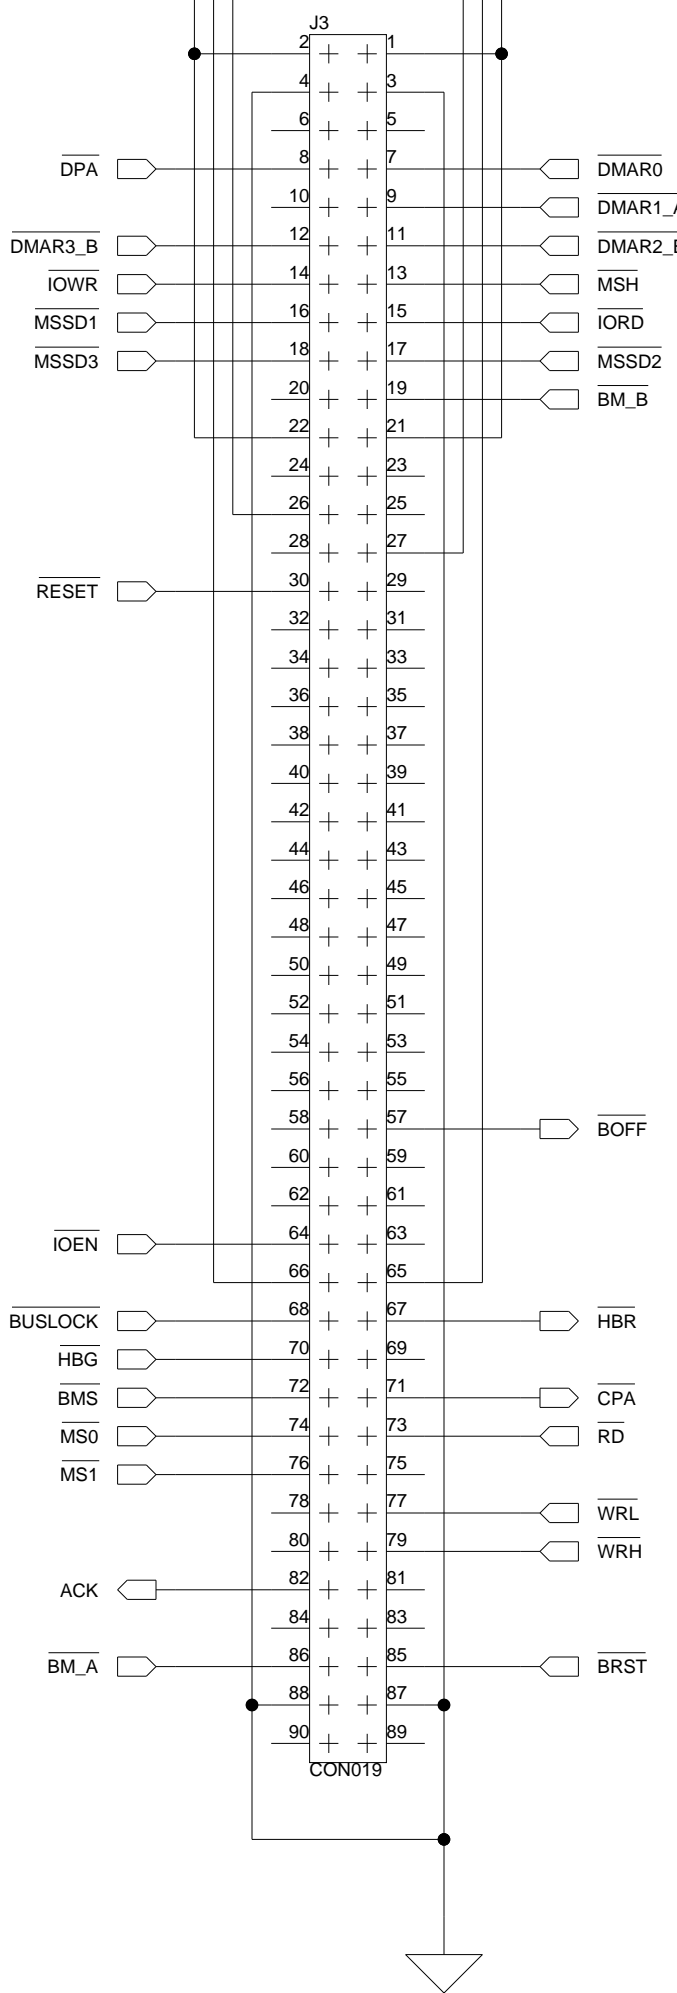 J3
2 1
4 3
6 5
DPA 8 7 DMAR0
10 9 DMAR1_A
DMAR3_B 12 11 DMAR2_B
IOWR 14 13 MSH
MSSD1 16 15 IORD
MSSD3 18 17 MSSD2
20 19 BM_B
22 21
24 23
26 25
28 27
RESET 30 29
32 31
34 33
36 35
38 37
40 39
42 41
44 43
46 45
48 47
50 49
52 51
54 53
56 55
58 57 BOFF
60 59
62 61
IOEN 64 63
66 65
BUSLOCK 68 67 HBR
HBG 70 69
BMS 72 71 CPA
MS0 74 73 RD
MS1 76 75
78 77 WRL
80 79 WRH
ACK 82 81
84 83
BM_A 86 85 BRST
88 87
90 89
CON019